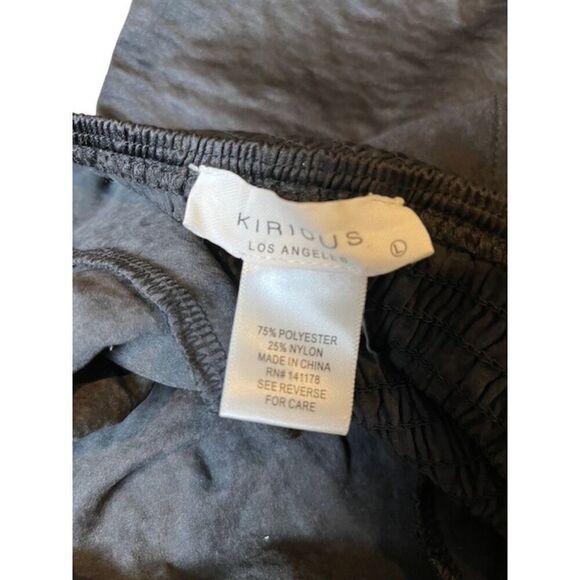 KIRIOUS
LOS ANGELES
L
75% POLYESTER
25% NYLON
MADE IN CHINA
RN# 141178
SEE REVERSE
FOR CARE